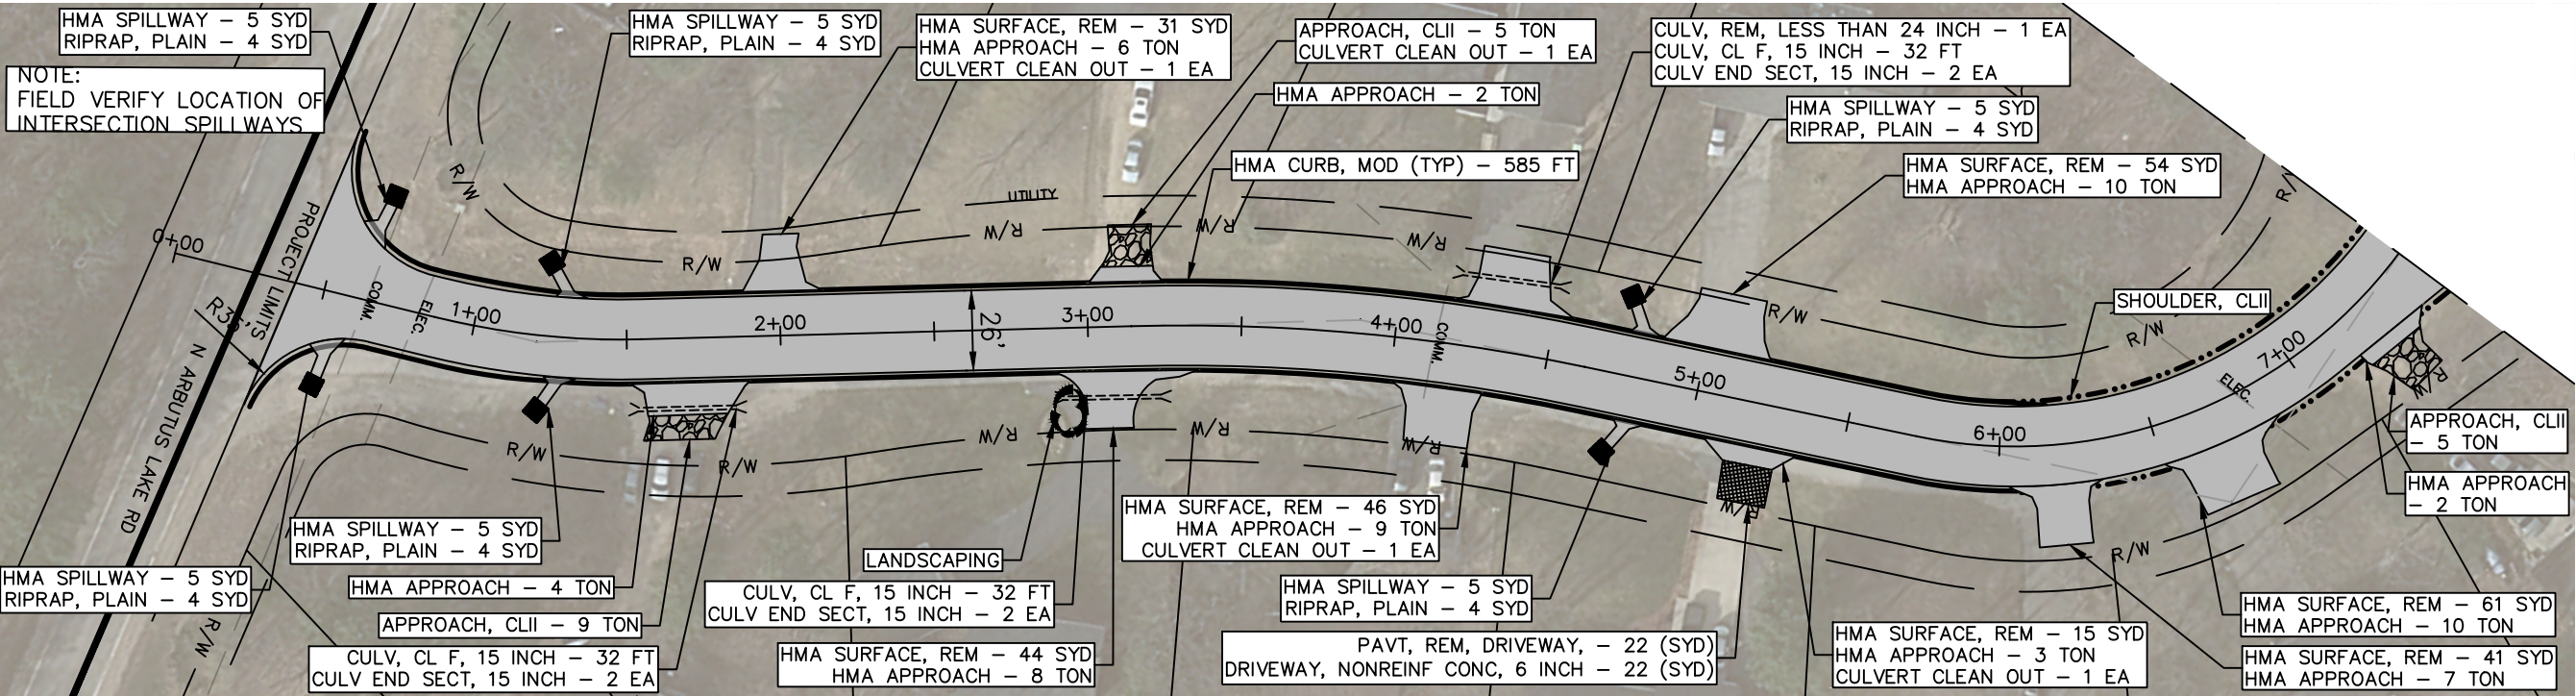 HMA SPILLWAY – 5 SYD
RIPRAP, PLAIN – 4 SYD
NOTE:
FIELD VERIFY LOCATION OF
INTERSECTION SPILLWAYS
HMA SPILLWAY – 5 SYD
RIPRAP, PLAIN – 4 SYD
HMA SURFACE, REM – 31 SYD
HMA APPROACH – 6 TON
CULVERT CLEAN OUT – 1 EA
APPROACH, CLII – 5 TON
CULVERT CLEAN OUT – 1 EA
HMA APPROACH – 2 TON
HMA CURB, MOD (TYP) – 585 FT
CULV, REM, LESS THAN 24 INCH – 1 EA
CULV, CL F, 15 INCH – 32 FT
CULV END SECT, 15 INCH – 2 EA
HMA SPILLWAY – 5 SYD
RIPRAP, PLAIN – 4 SYD
HMA SURFACE, REM – 54 SYD
HMA APPROACH – 10 TON
SHOULDER, CLII
R/W
UTILITY
R/W
R/W
R/W
R/W
R/W
R/W
R/
PROJECT LIMITS
0+00
COMM.
ELEC.
1+00
2+00
26'
3+00
4+00
COMM.
5+00
6+00
7+00
ELEC.
N ARBUTUS LAKE RD
R/W
R/W
R/W
R/W
R/W
R/W
R/W
R/W
R/W
HMA SPILLWAY – 5 SYD
RIPRAP, PLAIN – 4 SYD
HMA SPILLWAY – 5 SYD
RIPRAP, PLAIN – 4 SYD
HMA APPROACH – 4 TON
APPROACH, CLII – 9 TON
CULV, CL F, 15 INCH – 32 FT
CULV END SECT, 15 INCH – 2 EA
LANDSCAPING
CULV, CL F, 15 INCH – 32 FT
CULV END SECT, 15 INCH – 2 EA
HMA SURFACE, REM – 44 SYD
HMA APPROACH – 8 TON
HMA SURFACE, REM – 46 SYD
HMA APPROACH – 9 TON
CULVERT CLEAN OUT – 1 EA
HMA SPILLWAY – 5 SYD
RIPRAP, PLAIN – 4 SYD
PAVT, REM, DRIVEWAY, – 22 (SYD)
DRIVEWAY, NONREINF CONC, 6 INCH – 22 (SYD)
HMA SURFACE, REM – 15 SYD
HMA APPROACH – 3 TON
CULVERT CLEAN OUT – 1 EA
APPROACH, CLII
– 5 TON
HMA APPROACH
– 2 TON
HMA SURFACE, REM – 61 SYD
HMA APPROACH – 10 TON
HMA SURFACE, REM – 41 SYD
HMA APPROACH – 7 TON